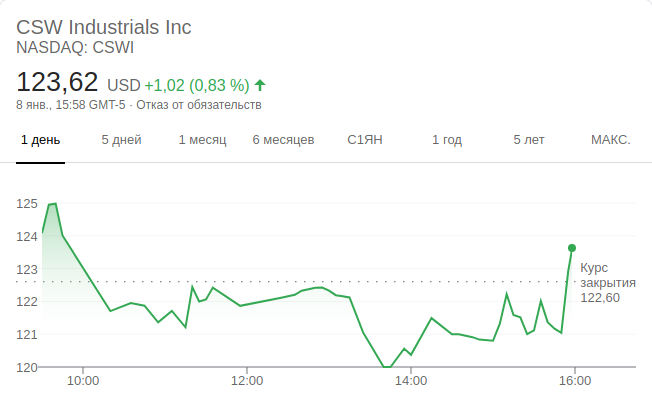 CSW Industrials Inc
NASDAQ: CSWI
123,62 USD +1,02 (0,83 %)
8 янв., 15:58 GMT-5 · Отказ от обязательств
1 день 5 дней 1 месяц 6 месяцев С1ЯН 1 год 5 лет МАКС.
125
124
123
122
121
120
Курс
закрытия
122,60
10:00 12:00 14:00 16:00